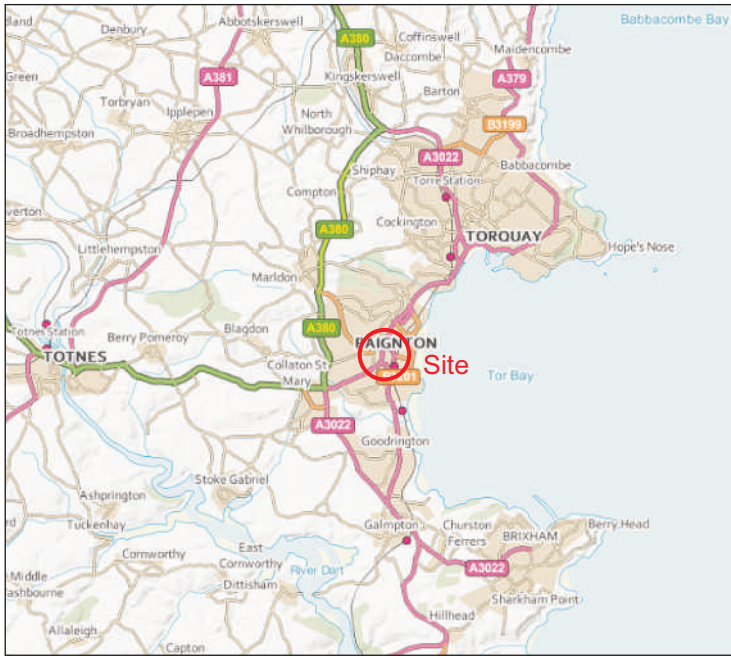 Denbury
Abbotskerswell
A380
Coffinswell
Daccombe
Babbacombe Bay
Maidencombe
Green
A381
Kingskerswell
A379
Barton
Torbryan
Ipplepen
North
Whilborough
B3199
Broadhempston
A3022
Babbacombe
Shiphay
Torre Station
Compton
Cockington
TORQUAY
Hope's Nose
A380
Littlehempston
Marldon
Totnes Station
Berry Pomeroy
Blagdon
A380
PAIGNTON
Site
TOTNES
Collaton St
Mary
Tor Bay
A3022
Goodrington
Stoke Gabriel
Ashprington
Tuckenhay
Galmpton
Churston
Ferrers
Berry Head
BRIXHAM
Cornworthy
East
Cornworthy
River Dart
A3022
Middle
Dittisham
Sharkham Point
Hillhead
Allaleigh
Capton